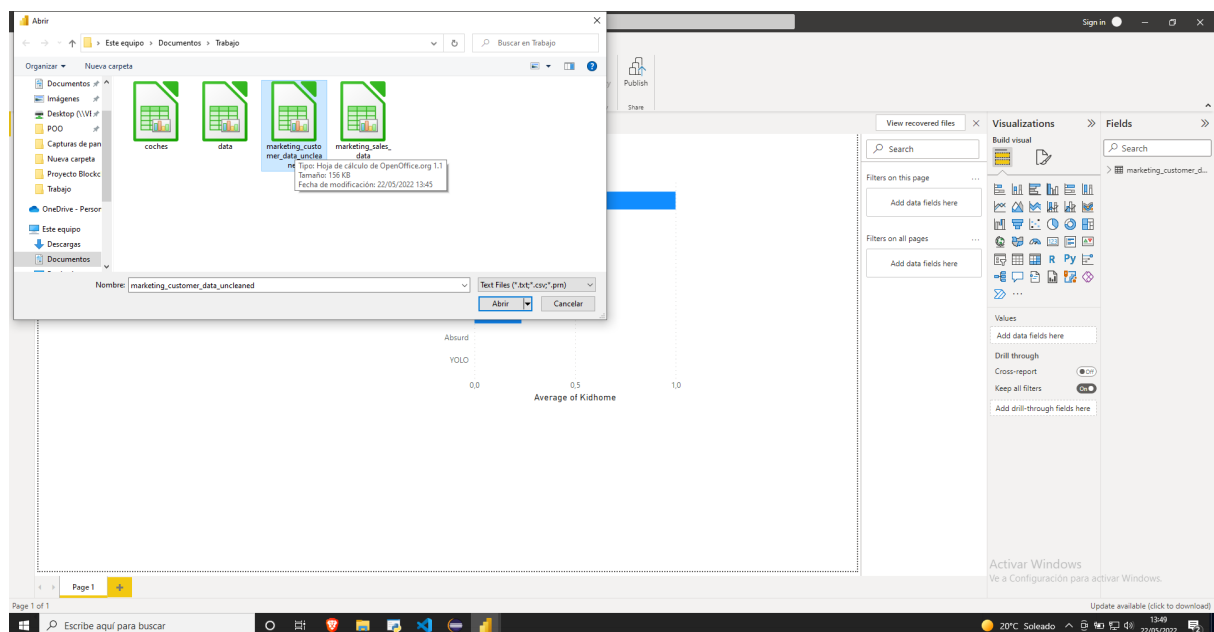 Abrir
Sign in
Este equipo > Documentos > Trabajo
Buscar en Trabajo
Organizar
Nueva carpeta
Documentos
Imágenes
Desktop (\\VI
POO
Capturas de pan
Nueva carpeta
Proyecto Blockc
Trabajo
OneDrive - Person
Este equipo
Descargas
Documentos
coches
data
marketing_custo
mer_data_unclea
ne
marketing_sales_
data
Tipo: Hoja de cálculo de OpenOffice.org 1.1
Tamaño: 156 KB
Fecha de modificación: 22/05/2022 13:45
Nombre:
marketing_customer_data_uncleaned
Text Files (*.txt;*.csv;*.prn)
Abrir
Cancelar
Publish
Share
View recovered files
Absurd
YOLO
0,0
0,5
1,0
Average of Kidhome
Search
Filters on this page
...
Add data fields here
Filters on all pages
...
Add data fields here
Visualizations
Build visual
R
Py
Values
Add data fields here
Drill through
Cross-report
Off
Keep all filters
On
Add drill-through fields here
Fields
Search
marketing_customer_d...
Activar Windows
Ve a Configuración para activar Windows.
Page 1
Page 1 of 1
Update available (click to download)
Escribe aquí para buscar
20°C Soleado
13:49
22/05/2022